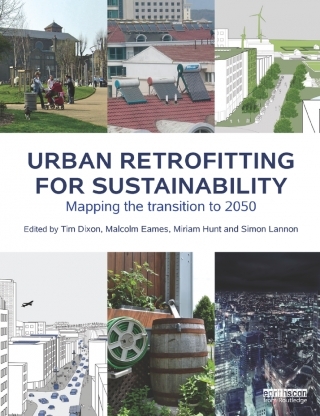 URBAN RETROFITTING
FOR SUSTAINABILITY
Mapping the transition to 2050
Edited by Tim Dixon, Malcolm Eames, Miriam Hunt and Simon Lannon
earthscan
from Routledge